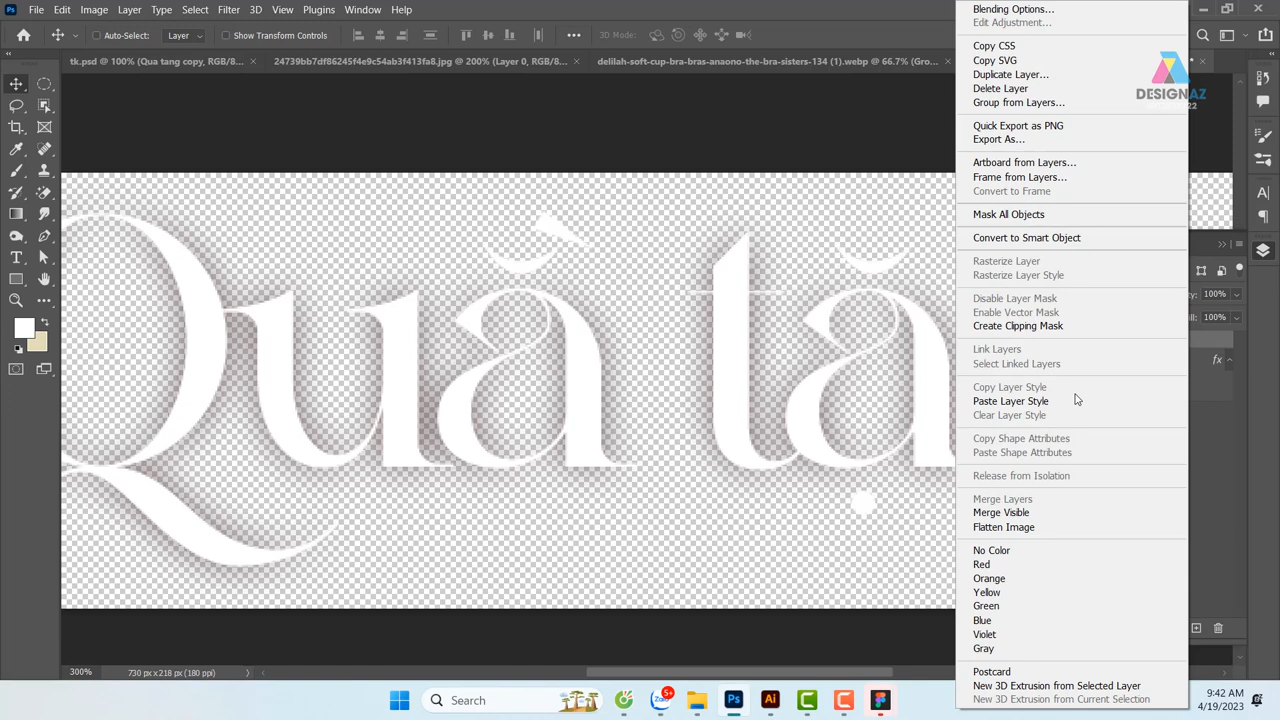 Ps File Edit Image Layer Type Select Filter 3D View Plugins Window Help
Auto-Select: Layer Show Transform Controls 3D Mode:
tk.psd @ 100% (Qua tang copy, RGB/8... × 24739bb7df86245f4e9c54ab3f413fa8.jpg @ 200% (Layer 0, RGB/8... × delilah-soft-cup-bra-bras-anaono-the-bra-sisters-134 (1).webp @ 66.7% (Gro... ×
Quà tặ
Blending Options...
Edit Adjustment...
Copy CSS
Copy SVG
Duplicate Layer...
Delete Layer
Group from Layers...
Quick Export as PNG
Export As...
Artboard from Layers...
Frame from Layers...
Convert to Frame
Mask All Objects
Convert to Smart Object
Rasterize Layer
Rasterize Layer Style
Disable Layer Mask
Enable Vector Mask
Create Clipping Mask
Link Layers
Select Linked Layers
Copy Layer Style
Paste Layer Style
Clear Layer Style
Copy Shape Attributes
Paste Shape Attributes
Release from Isolation
Merge Layers
Merge Visible
Flatten Image
No Color
Red
Orange
Yellow
Green
Blue
Violet
Gray
Postcard
New 3D Extrusion from Selected Layer
New 3D Extrusion from Current Selection
DESIGNAZ
100%
100%
fx
300% 730 px x 218 px (180 ppi)
Search
Zalo 5+
Ps
Ai
9:42 AM
4/19/2023